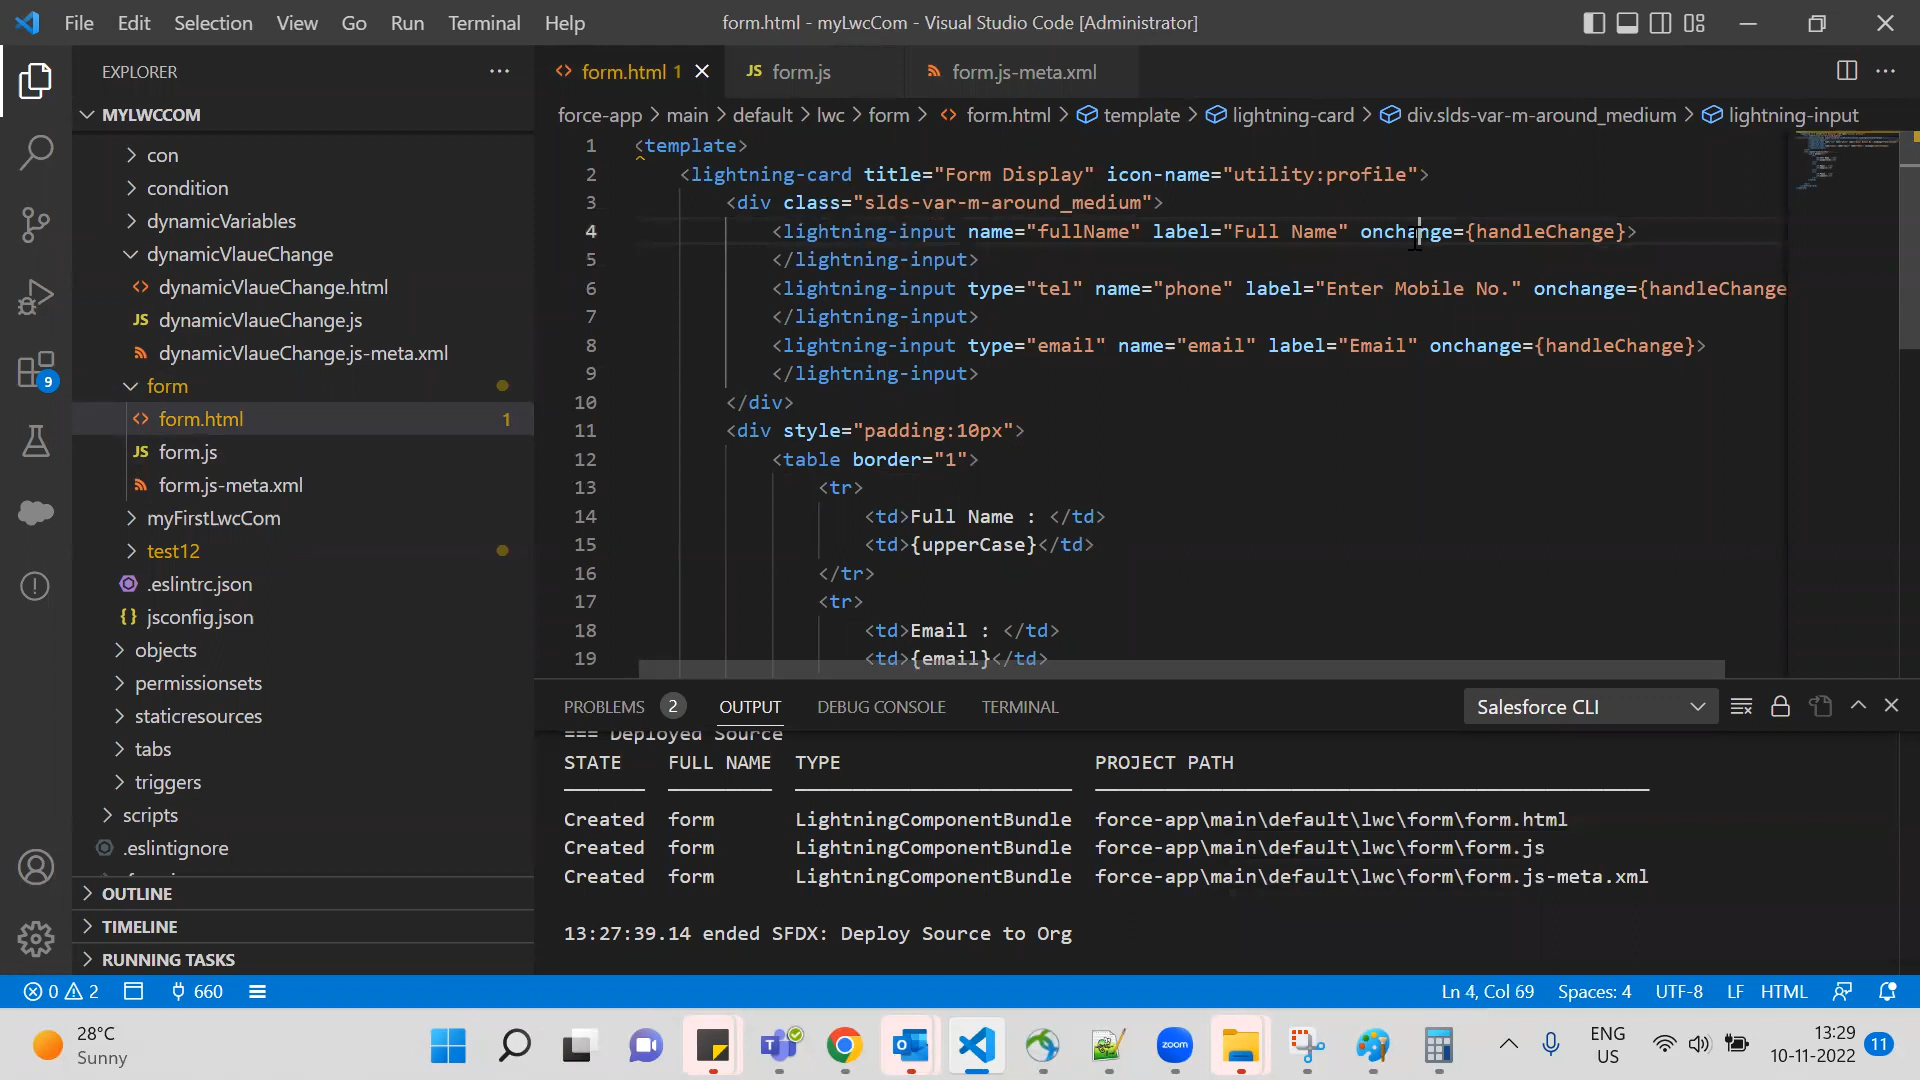 File Edit Selection View Go Run Terminal Help form.html - myLwcCom - Visual Studio Code [Administrator]
EXPLORER
MYLWCCOM
con
condition
dynamicVariables
dynamicVlaueChange
dynamicVlaueChange.html
JS dynamicVlaueChange.js
dynamicVlaueChange.js-meta.xml
form
form.html 1
JS form.js
form.js-meta.xml
myFirstLwcCom
test12
.eslintrc.json
{} jsconfig.json
objects
permissionsets
staticresources
tabs
triggers
scripts
.eslintignore
OUTLINE
TIMELINE
RUNNING TASKS
9
form.html 1 JS form.js form.js-meta.xml
force-app > main > default > lwc > form > form.html > template > lightning-card > div.slds-var-m-around_medium > lightning-input
1 <template>
2 <lightning-card title="Form Display" icon-name="utility:profile">
3 <div class="slds-var-m-around_medium">
4 <lightning-input name="fullName" label="Full Name" onchange={handleChange}>
5 </lightning-input>
6 <lightning-input type="tel" name="phone" label="Enter Mobile No." onchange={handleChange
7 </lightning-input>
8 <lightning-input type="email" name="email" label="Email" onchange={handleChange}>
9 </lightning-input>
10 </div>
11 <div style="padding:10px">
12 <table border="1">
13 <tr>
14 <td>Full Name : </td>
15 <td>{upperCase}</td>
16 </tr>
17 <tr>
18 <td>Email : </td>
19 <td>{email}</td>
PROBLEMS 2 OUTPUT DEBUG CONSOLE TERMINAL Salesforce CLI
=== Deployed Source
STATE FULL NAME TYPE PROJECT PATH
Created form LightningComponentBundle force-app\main\default\lwc\form\form.html
Created form LightningComponentBundle force-app\main\default\lwc\form\form.js
Created form LightningComponentBundle force-app\main\default\lwc\form\form.js-meta.xml
13:27:39.14 ended SFDX: Deploy Source to Org
0 2 660 Ln 4, Col 69 Spaces: 4 UTF-8 LF HTML
28°C
Sunny
zoom
ENG
US
13:29
10-11-2022
11